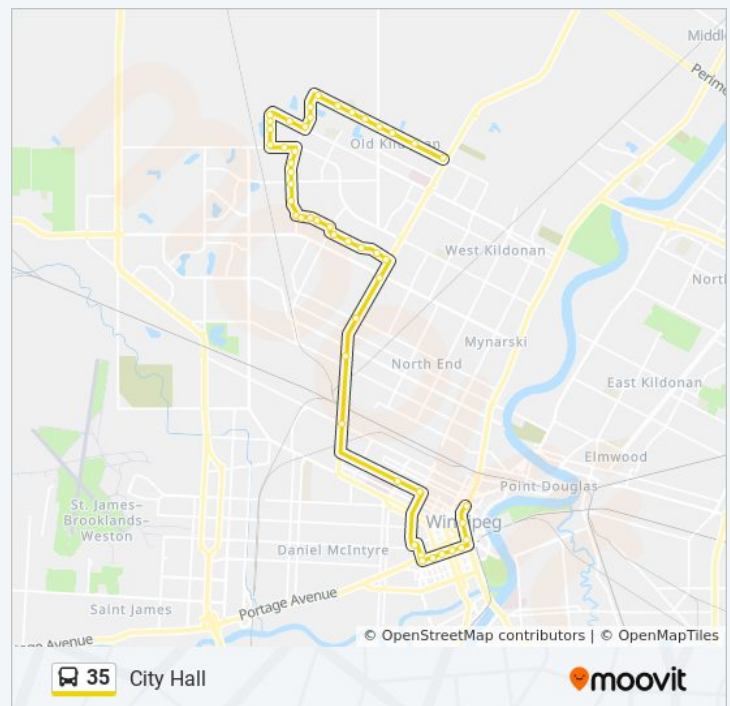 Middle
Perime
Old Kildonan
West Kildonan
North
Mynarski
North End
East Kildonan
Elmwood
Point Douglas
St. James–
Brooklands–
Weston
Winnipeg
Daniel McIntyre
Portage Avenue
Saint James
age Avenue
© OpenStreetMap contributors | © OpenMapTiles
35 City Hall
moovit